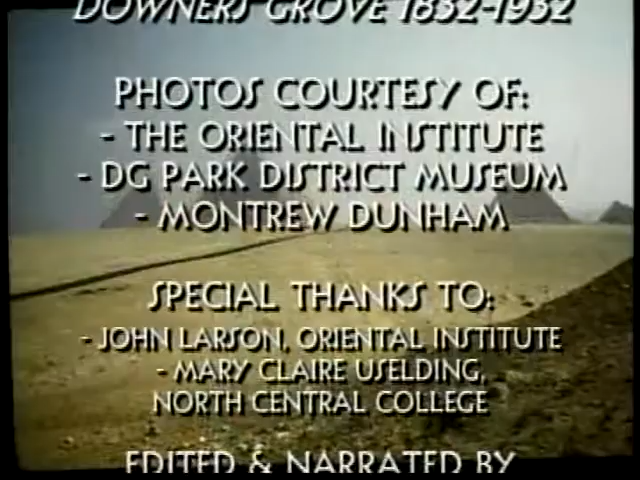 DOWNERS GROVE 1832-1932
PHOTOS COURTESY OF:
- THE ORIENTAL INSTITUTE
- DG PARK DISTRICT MUSEUM
- MONTREW DUNHAM
SPECIAL THANKS TO:
- JOHN LARSON, ORIENTAL INSTITUTE
- MARY CLAIRE USELDING,
NORTH CENTRAL COLLEGE
EDITED & NARRATED BY